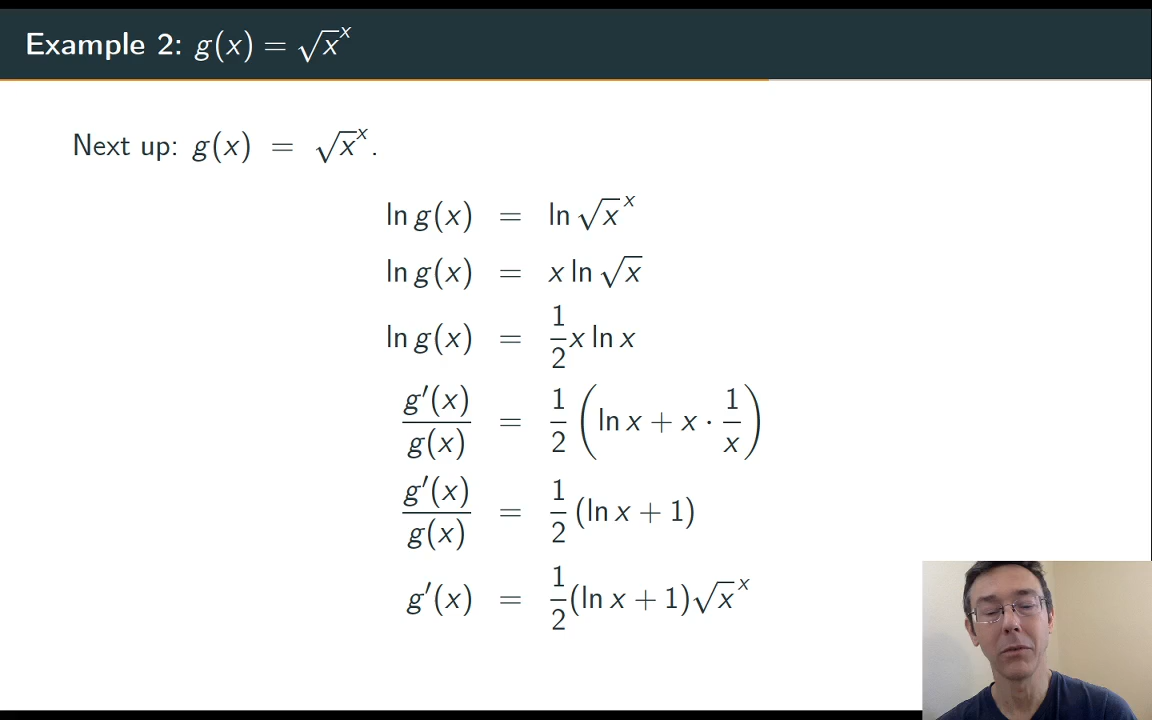 Example 2: g(x) = √x^x
Next up: g(x) = √x^x.
ln g(x) = ln √x^x
ln g(x) = x ln √x
ln g(x) = 1/2 x ln x
g′(x)/g(x) = 1/2 (ln x + x · 1/x)
g′(x)/g(x) = 1/2 (ln x + 1)
g′(x) = 1/2 (ln x + 1)√x^x